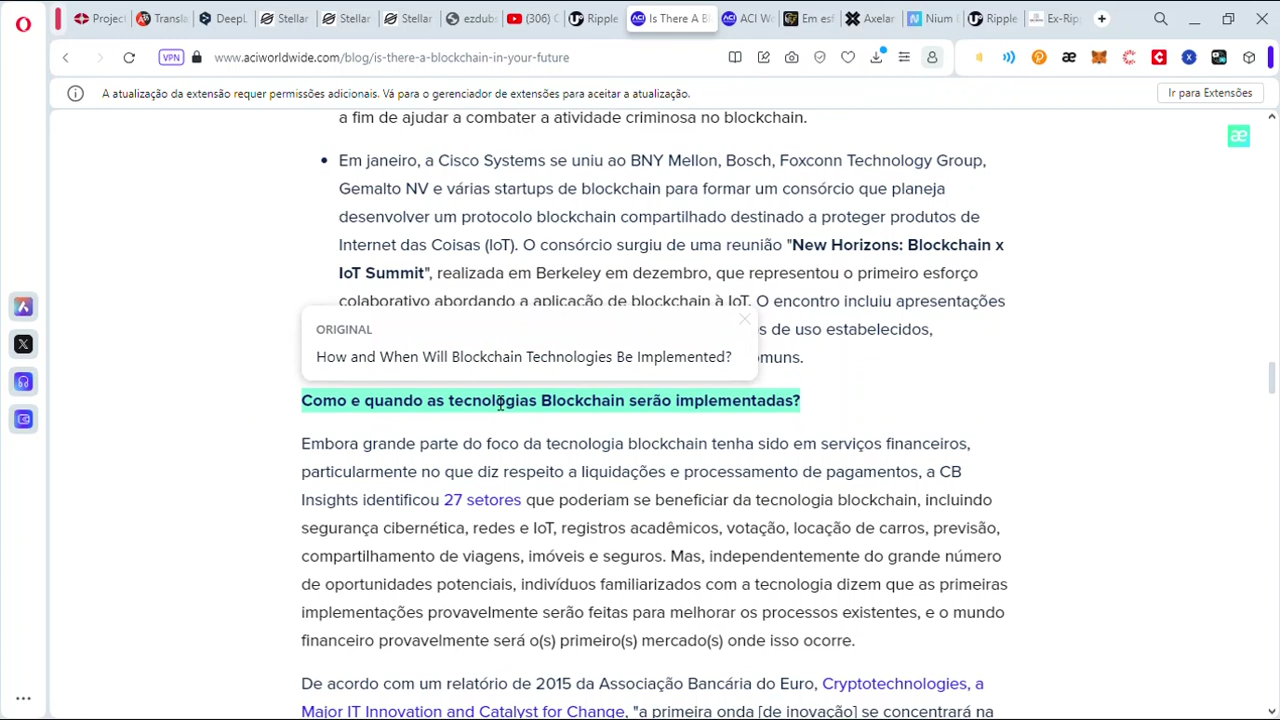 Project
Transla
DeepL
Stellar
Stellar
Stellar
ezdubs
(306) (
Ripple
Is There A Bl
ACI Wo
Em esf
Axelar
Nium B
Ripple
Ex-Rip
VPN
www.aciworldwide.com/blog/is-there-a-blockchain-in-your-future
A atualização da extensão requer permissões adicionais. Vá para o gerenciador de extensões para aceitar a atualização.
Ir para Extensões
a fim de ajudar a combater a atividade criminosa no blockchain.
• Em janeiro, a Cisco Systems se uniu ao BNY Mellon, Bosch, Foxconn Technology Group,
Gemalto NV e várias startups de blockchain para formar um consórcio que planeja
desenvolver um protocolo blockchain compartilhado destinado a proteger produtos de
Internet das Coisas (IoT). O consórcio surgiu de uma reunião "New Horizons: Blockchain x
IoT Summit", realizada em Berkeley em dezembro, que representou o primeiro esforço
colaborativo abordando a aplicação de blockchain à IoT. O encontro incluiu apresentações
s de uso estabelecidos,
omuns.
ORIGINAL
How and When Will Blockchain Technologies Be Implemented?
Como e quando as tecnologias Blockchain serão implementadas?
Embora grande parte do foco da tecnologia blockchain tenha sido em serviços financeiros,
particularmente no que diz respeito a liquidações e processamento de pagamentos, a CB
Insights identificou 27 setores que poderiam se beneficiar da tecnologia blockchain, incluindo
segurança cibernética, redes e IoT, registros acadêmicos, votação, locação de carros, previsão,
compartilhamento de viagens, imóveis e seguros. Mas, independentemente do grande número
de oportunidades potenciais, indivíduos familiarizados com a tecnologia dizem que as primeiras
implementações provavelmente serão feitas para melhorar os processos existentes, e o mundo
financeiro provavelmente será o(s) primeiro(s) mercado(s) onde isso ocorre.
De acordo com um relatório de 2015 da Associação Bancária do Euro, Cryptotechnologies, a
Major IT Innovation and Catalyst for Change, "a primeira onda [de inovação] se concentrará na